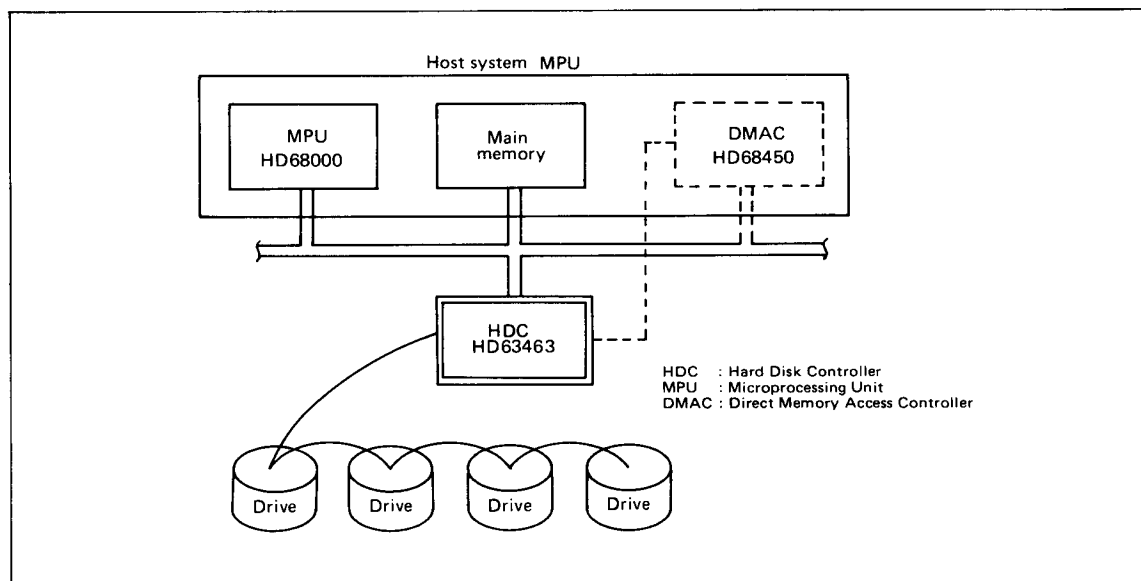 Host system MPU
MPU
HD68000
Main
memory
DMAC
HD68450
HDC
HD63463
HDC : Hard Disk Controller
MPU : Microprocessing Unit
DMAC : Direct Memory Access Controller
Drive
Drive
Drive
Drive